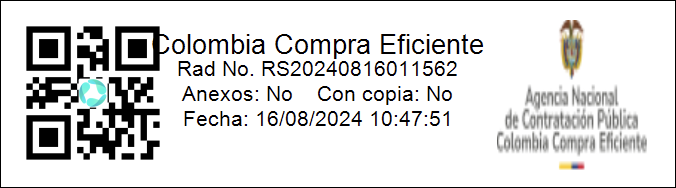 Colombia Compra Eficiente
Rad No. RS20240816011562
Anexos: No    Con copia: No
Fecha: 16/08/2024 10:47:51
Agencia Nacional
de Contratación Pública
Colombia Compra Eficiente